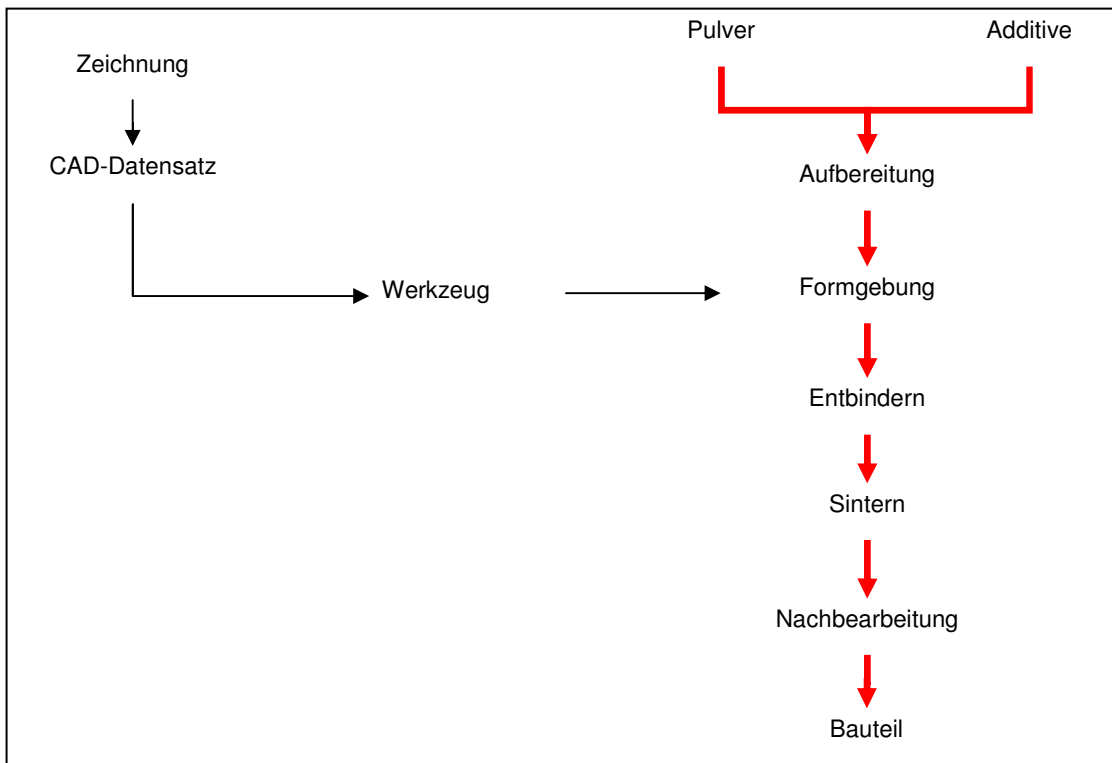 Pulver
Additive
Zeichnung
CAD-Datensatz
Aufbereitung
Werkzeug
Formgebung
Entbindern
Sintern
Nachbearbeitung
Bauteil